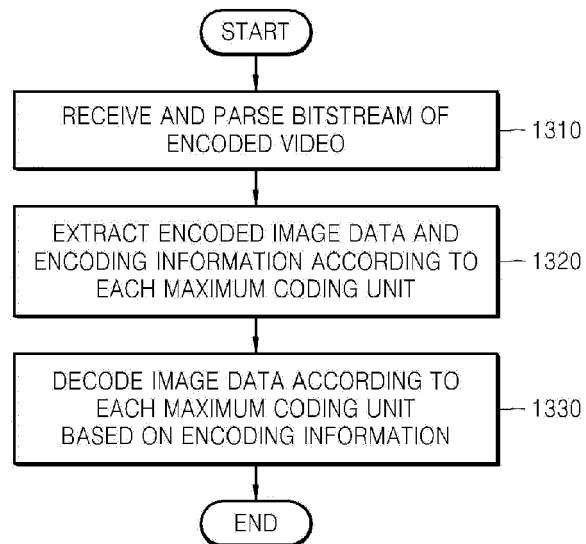 START
RECEIVE AND PARSE BITSTREAM OF
ENCODED VIDEO
1310
EXTRACT ENCODED IMAGE DATA AND
ENCODING INFORMATION ACCORDING TO
EACH MAXIMUM CODING UNIT
1320
DECODE IMAGE DATA ACCORDING TO
EACH MAXIMUM CODING UNIT
BASED ON ENCODING INFORMATION
1330
END